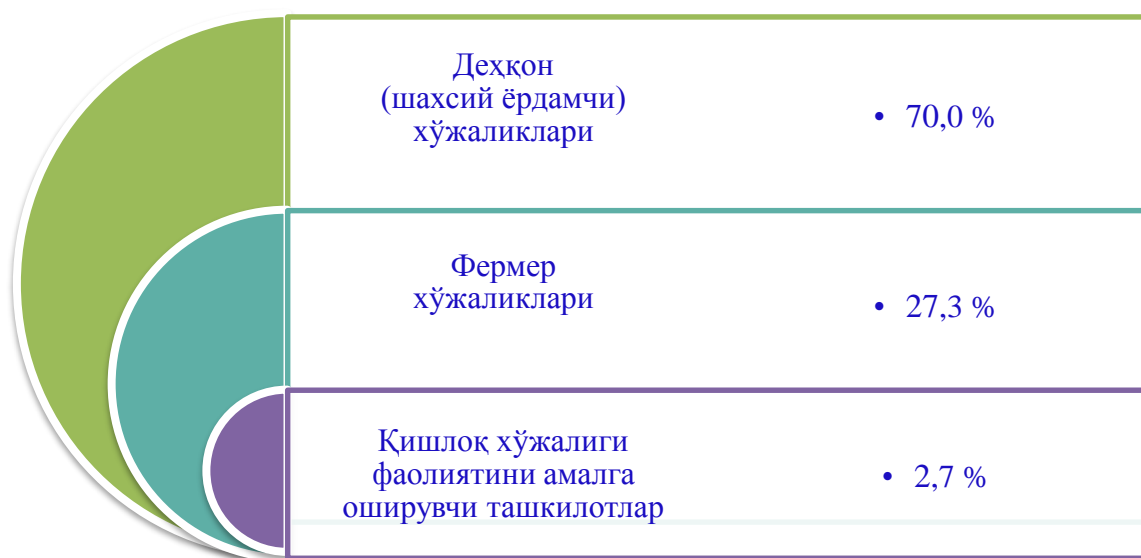 Деҳқон
(шахсий ёрдамчи)
хўжаликлари
• 70,0 %
Фермер
хўжаликлари
• 27,3 %
Қишлоқ хўжалиги
фаолиятини амалга
оширувчи ташкилотлар
• 2,7 %